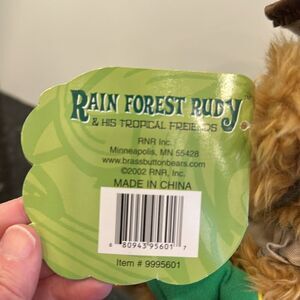 RAIN FOREST RUDY
& HIS TROPICAL FREIENDS
RNR Inc.
Minneapolis, MN 55428
www.brassbuttonbears.com
©2002 RNR, Inc.
MADE IN CHINA
6 80943 95601 7
Item # 9995601